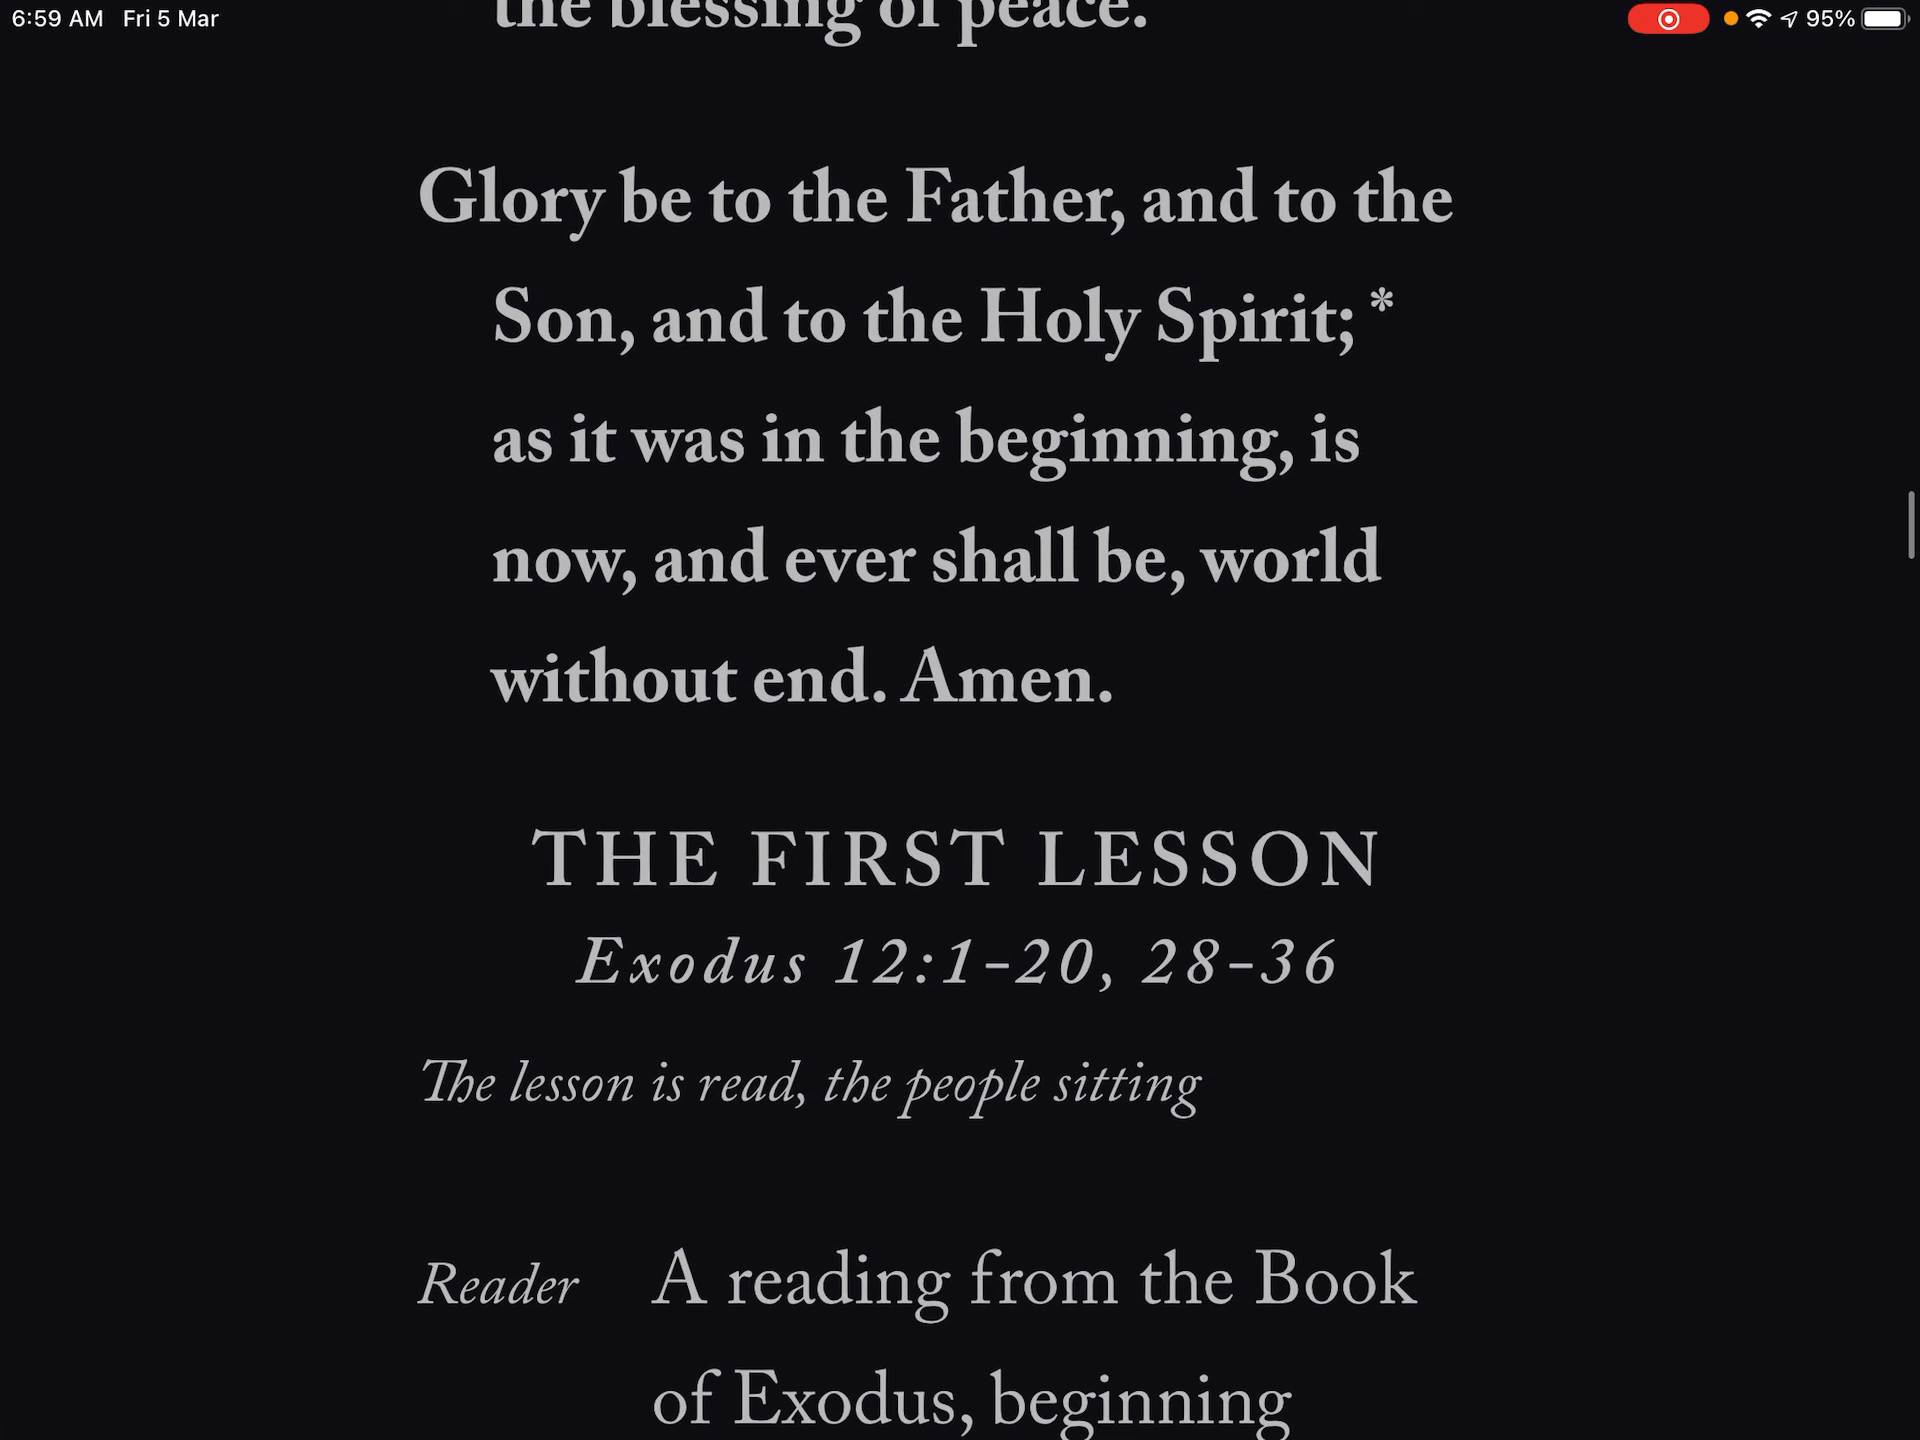 6:59 AM Fri 5 Mar 95%
the blessing of peace.
Glory be to the Father, and to the
Son, and to the Holy Spirit; *
as it was in the beginning, is
now, and ever shall be, world
without end. Amen.
THE FIRST LESSON
Exodus 12:1–20, 28–36
The lesson is read, the people sitting
Reader A reading from the Book
of Exodus, beginning